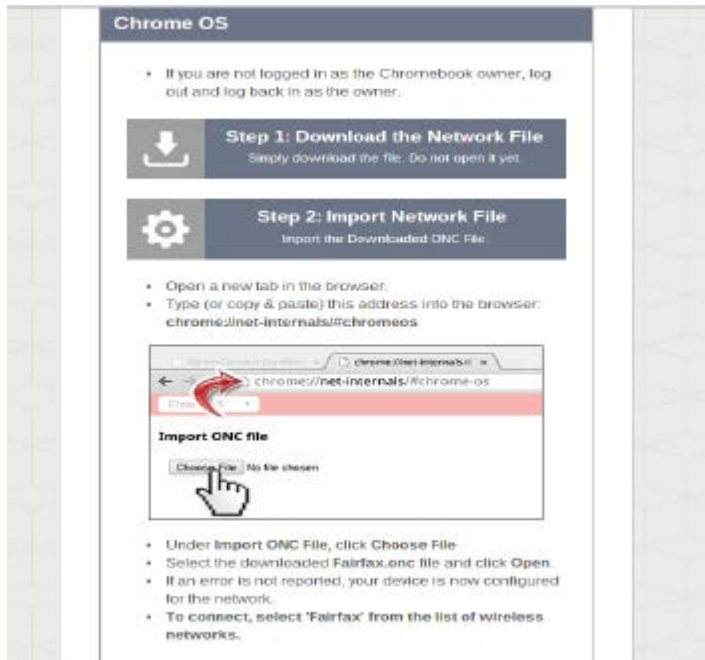 Chrome OS
• If you are not logged in as the Chromebook owner, log
out and log back in as the owner.
Step 1: Download the Network File
Simply download the file. Do not open it yet.
Step 2: Import Network File
Import the Downloaded ONC File
• Open a new tab in the browser.
• Type (or copy & paste) this address into the browser:
chrome://net-internals/#chromeos
chrome://net-internals/#
chrome://net-internals/#chrome-os
Import ONC file
Choose File No file chosen
• Under Import ONC File, click Choose File
• Select the downloaded Fairfax.onc file and click Open.
• If an error is not reported, your device is now configured
for the network.
• To connect, select 'Fairfax' from the list of wireless
networks.